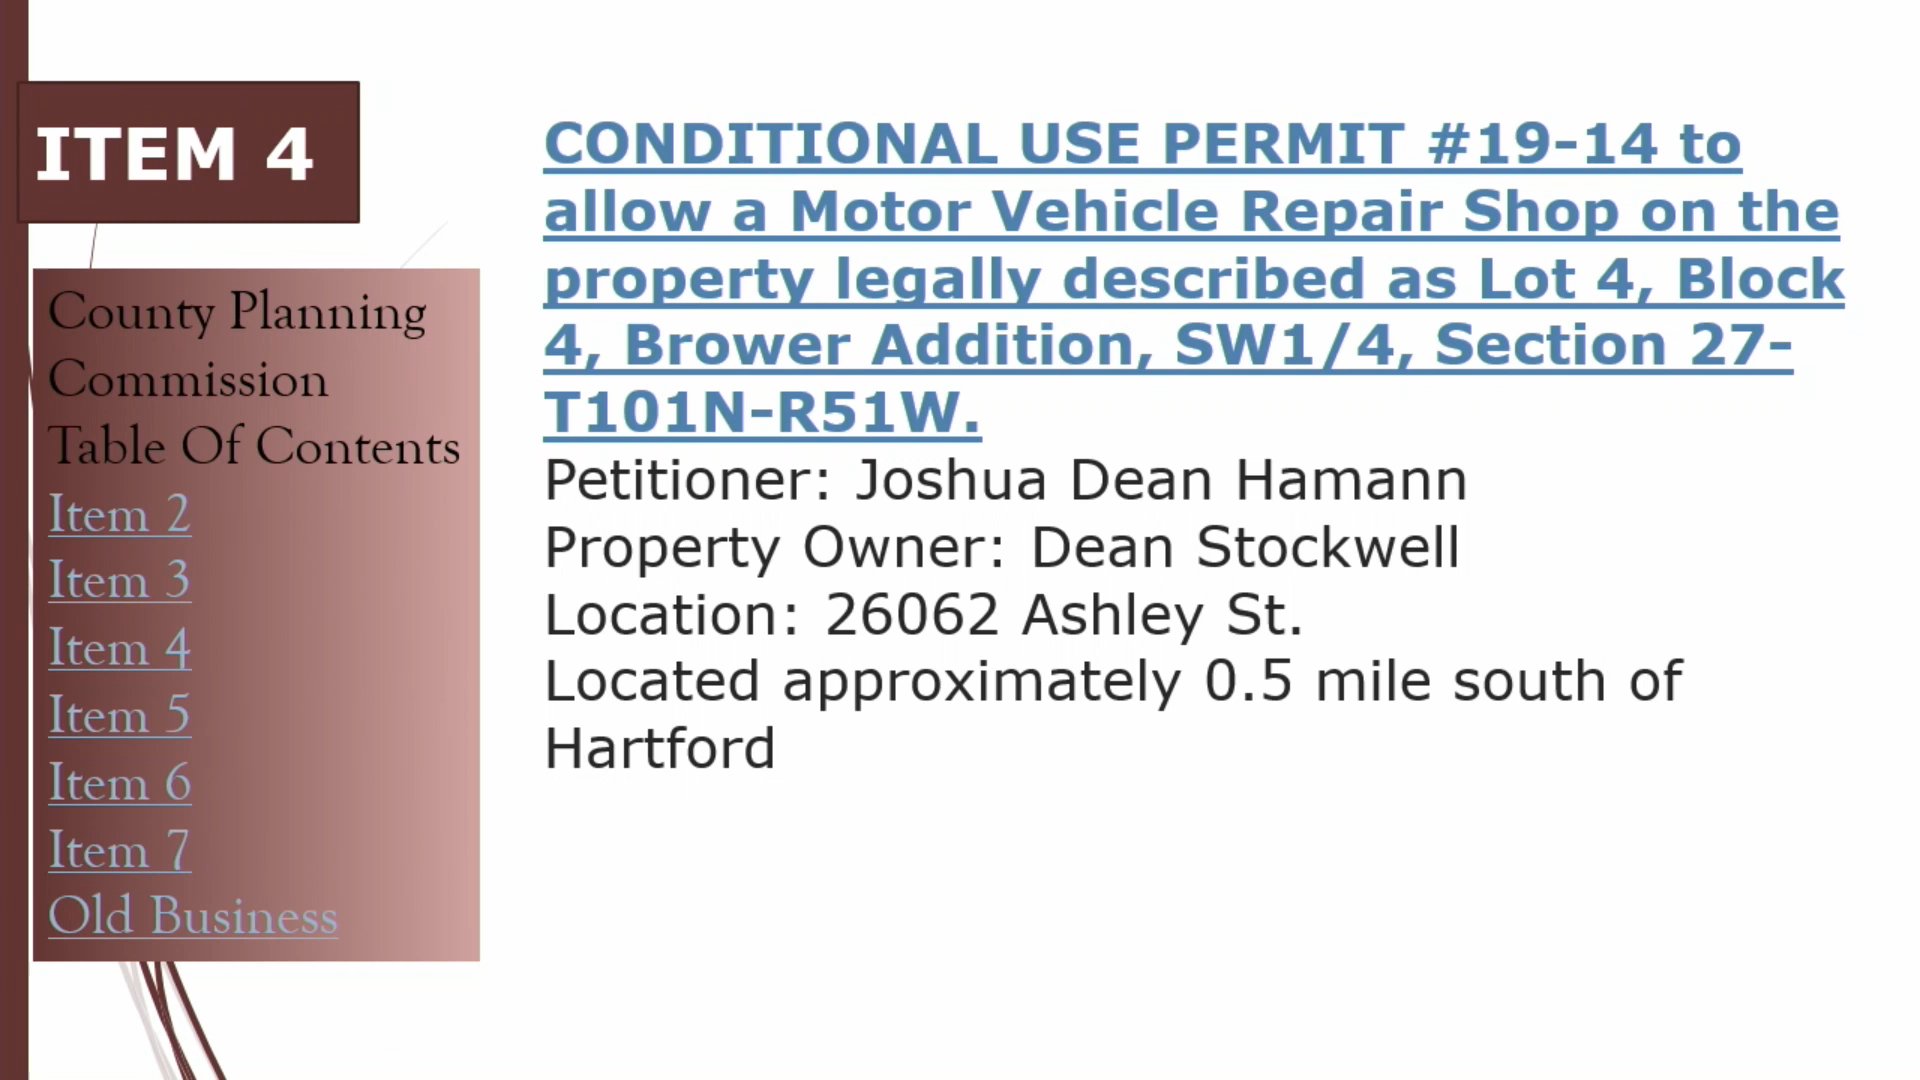 ITEM 4
County Planning
Commission
Table Of Contents
Item 2
Item 3
Item 4
Item 5
Item 6
Item 7
Old Business
CONDITIONAL USE PERMIT #19-14 to
allow a Motor Vehicle Repair Shop on the
property legally described as Lot 4, Block
4, Brower Addition, SW1/4, Section 27-
T101N-R51W.
Petitioner: Joshua Dean Hamann
Property Owner: Dean Stockwell
Location: 26062 Ashley St.
Located approximately 0.5 mile south of
Hartford